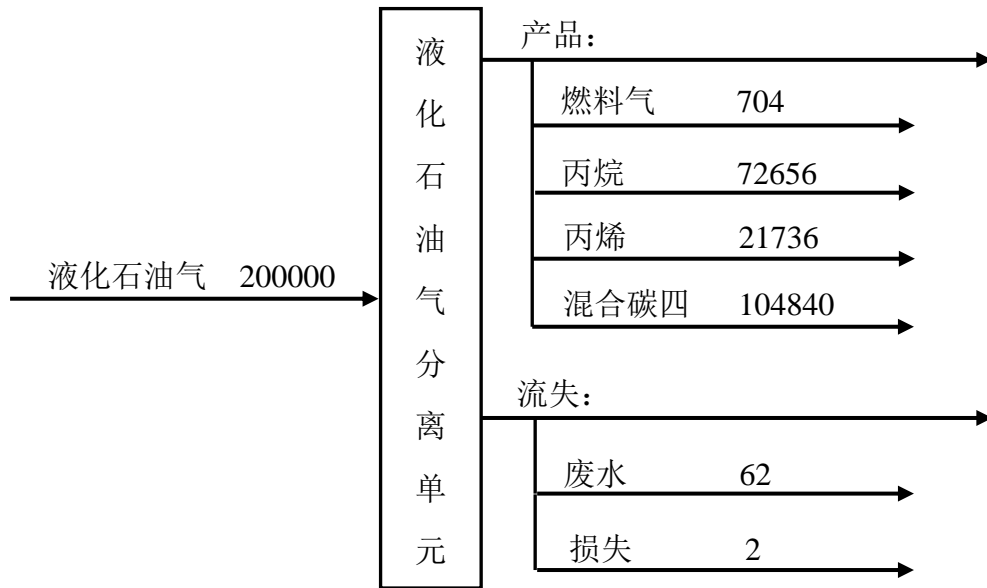 液化石油气 200000
液化石油气分离单元
产品：
燃料气 704
丙烷 72656
丙烯 21736
混合碳四 104840
流失：
废水 62
损失 2